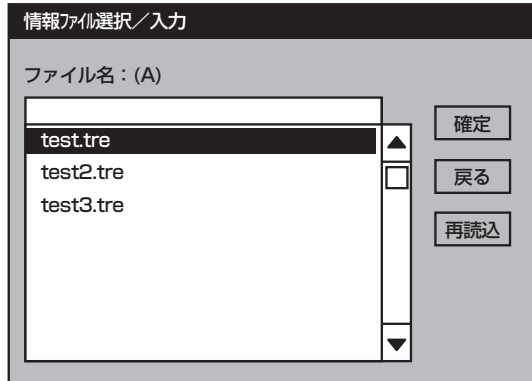 情報ファイル選択／入力
ファイル名：(A)
test.tre
test2.tre
test3.tre
確定
戻る
再読込